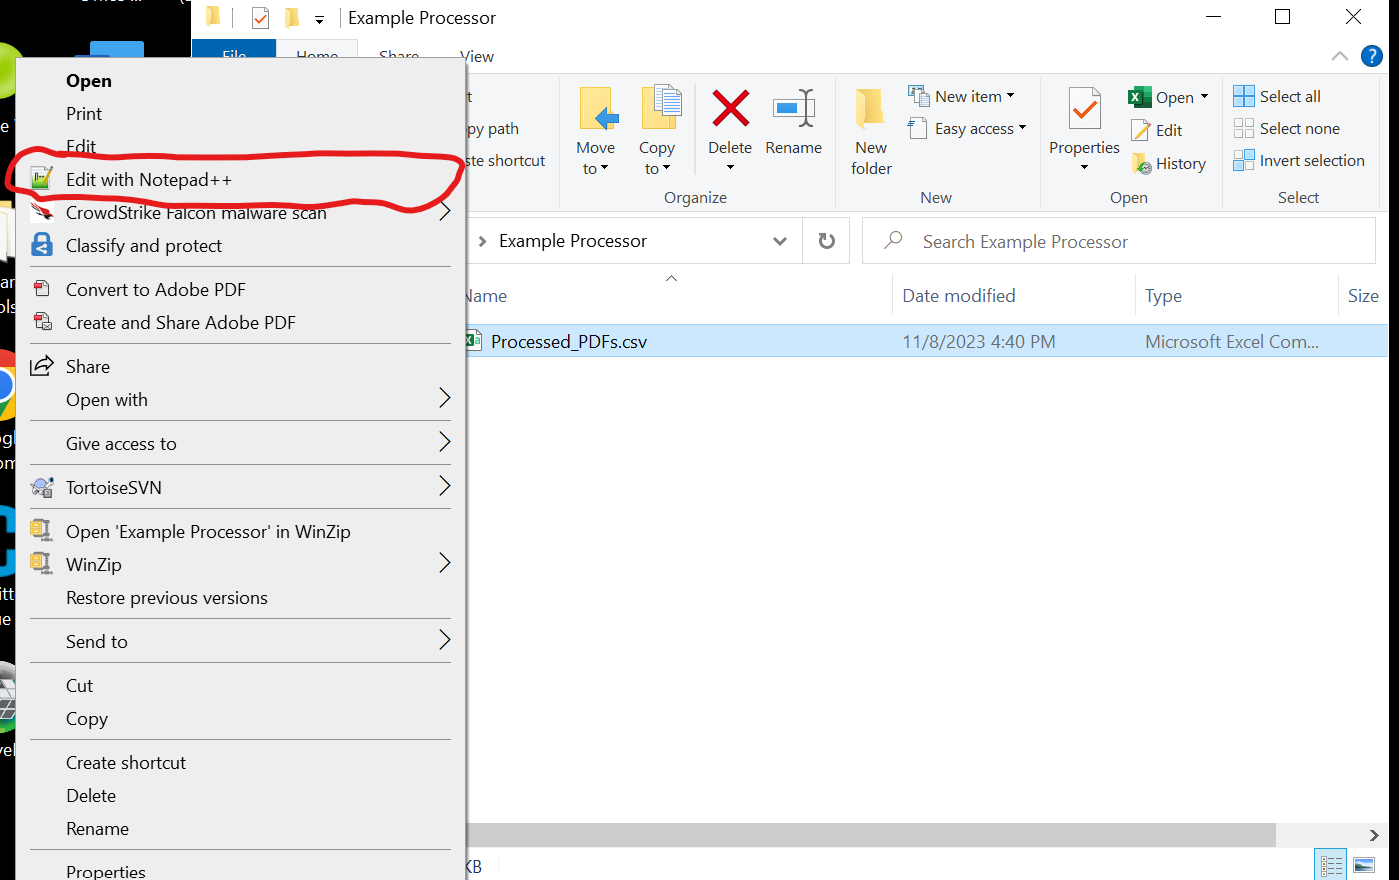 Example Processor
File
Home
Share
View
Open
Print
Edit
Edit with Notepad++
CrowdStrike Falcon malware scan
Classify and protect
Convert to Adobe PDF
Create and Share Adobe PDF
Share
Open with
Give access to
TortoiseSVN
Open 'Example Processor' in WinZip
WinZip
Restore previous versions
Send to
Cut
Copy
Create shortcut
Delete
Rename
Properties
py path
te shortcut
Move
to
Copy
to
Delete
Rename
Organize
New
folder
New item
Easy access
New
Properties
Open
Edit
History
Open
Select all
Select none
Invert selection
Select
Example Processor
Search Example Processor
Name
Date modified
Type
Size
Processed_PDFs.csv
11/8/2023 4:40 PM
Microsoft Excel Com...
KB